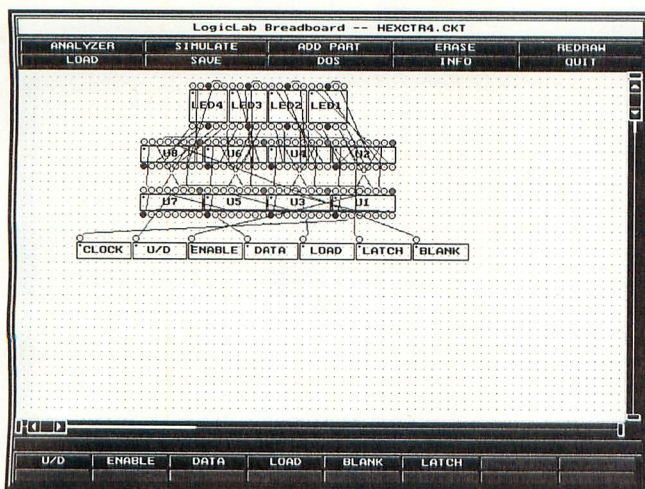 LogicLab Breadboard -- HEXCTR4.CKT
ANALYZER SIMULATE ADD PART ERASE REDRAW
LOAD SAVE DOS INFO QUIT
LED4 LED3 LED2 LED1
U8 U6 U4 U2
U7 U5 U3 U1
CLOCK U/D ENABLE DATA LOAD LATCH BLANK
U/D ENABLE DATA LOAD BLANK LATCH